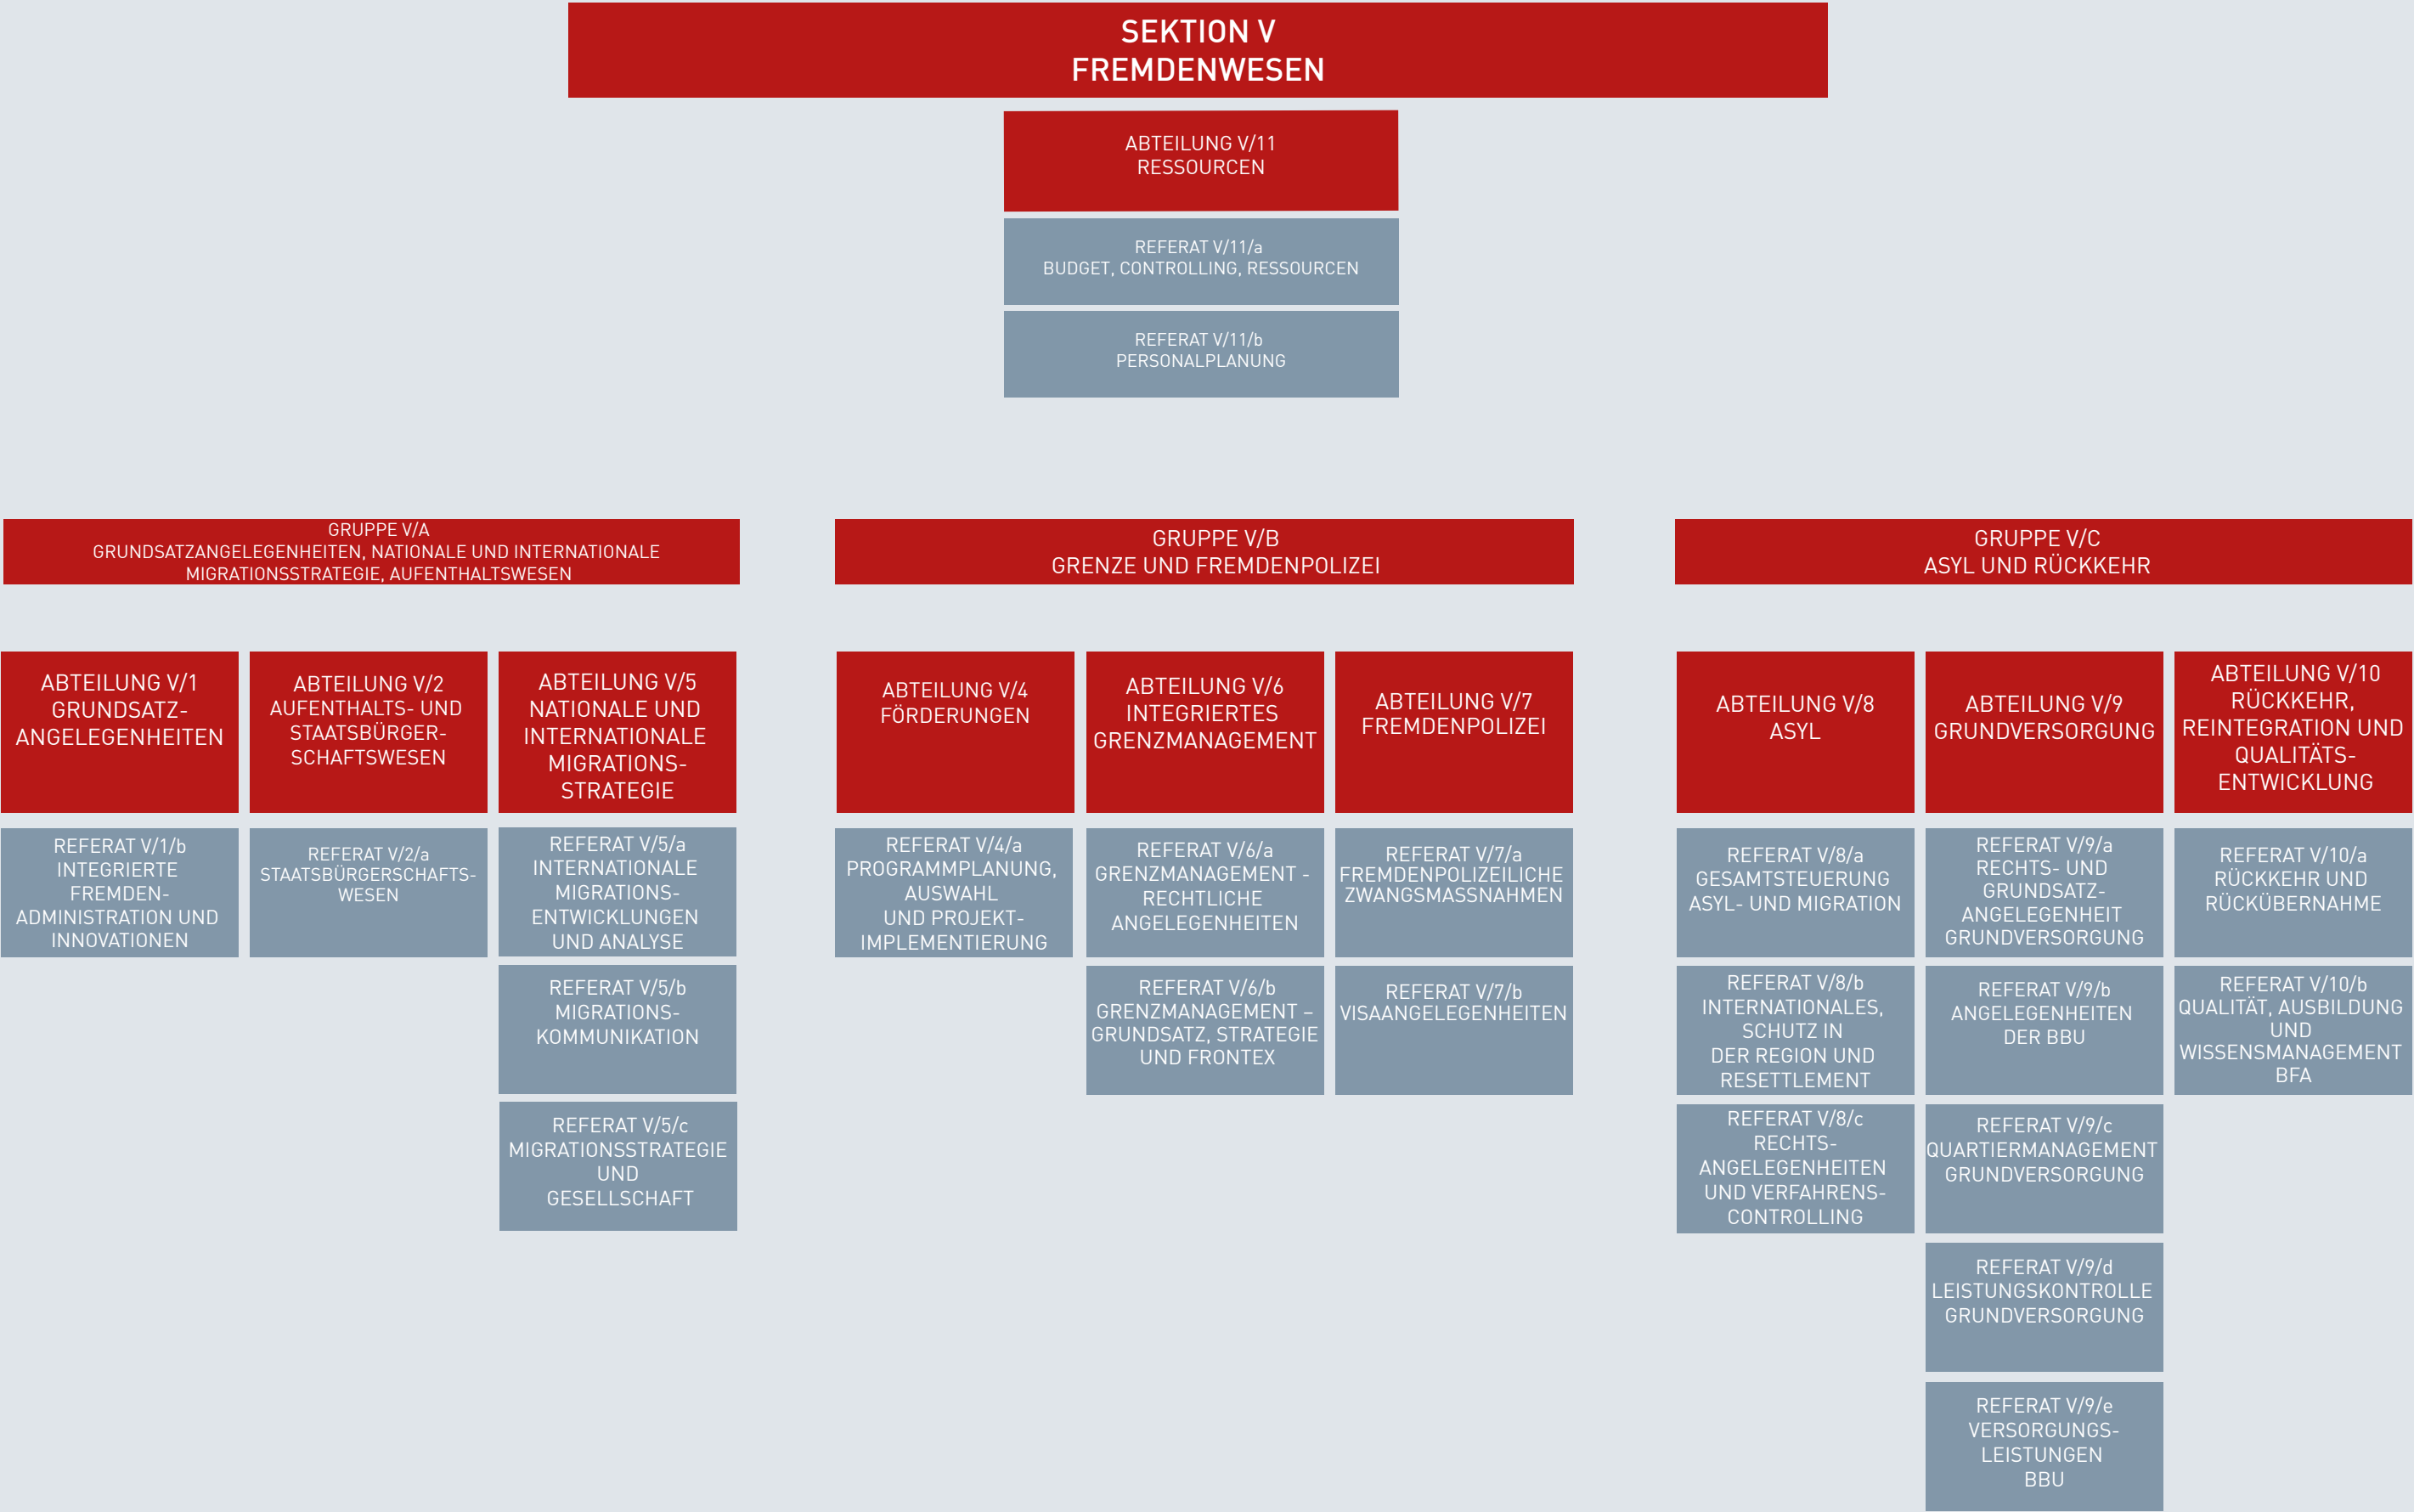 SEKTION V
FREMDENWESEN
ABTEILUNG V/11
RESSOURCEN
REFERAT V/11/a
BUDGET, CONTROLLING, RESSOURCEN
REFERAT V/11/b
PERSONALPLANUNG
GRUPPE V/A
GRUNDSATZANGELEGENHEITEN, NATIONALE UND INTERNATIONALE
MIGRATIONSSTRATEGIE, AUFENTHALTSWESEN
ABTEILUNG V/1
GRUNDSATZ-
ANGELEGENHEITEN
REFERAT V/1/b
INTEGRIERTE
FREMDEN-
ADMINISTRATION UND
INNOVATIONEN
ABTEILUNG V/2
AUFENTHALTS- UND
STAATSBÜRGER-
SCHAFTSWESEN
REFERAT V/2/a
STAATSBÜRGERSCHAFTS-
WESEN
ABTEILUNG V/5
NATIONALE UND
INTERNATIONALE
MIGRATIONS-
STRATEGIE
REFERAT V/5/a
INTERNATIONALE
MIGRATIONS-
ENTWICKLUNGEN
UND ANALYSE
REFERAT V/5/b
MIGRATIONS-
KOMMUNIKATION
REFERAT V/5/c
MIGRATIONSSTRATEGIE
UND
GESELLSCHAFT
GRUPPE V/B
GRENZE UND FREMDENPOLIZEI
ABTEILUNG V/4
FÖRDERUNGEN
REFERAT V/4/a
PROGRAMMPLANUNG,
AUSWAHL
UND PROJEKT-
IMPLEMENTIERUNG
ABTEILUNG V/6
INTEGRIERTES
GRENZMANAGEMENT
REFERAT V/6/a
GRENZMANAGEMENT -
RECHTLICHE
ANGELEGENHEITEN
REFERAT V/6/b
GRENZMANAGEMENT –
GRUNDSATZ, STRATEGIE
UND FRONTEX
ABTEILUNG V/7
FREMDENPOLIZEI
REFERAT V/7/a
FREMDENPOLIZEILICHE
ZWANGSMASSNAHMEN
REFERAT V/7/b
VISAANGELEGENHEITEN
GRUPPE V/C
ASYL UND RÜCKKEHR
ABTEILUNG V/8
ASYL
REFERAT V/8/a
GESAMTSTEUERUNG
ASYL- UND MIGRATION
REFERAT V/8/b
INTERNATIONALES,
SCHUTZ IN
DER REGION UND
RESETTLEMENT
REFERAT V/8/c
RECHTS-
ANGELEGENHEITEN
UND VERFAHRENS-
CONTROLLING
ABTEILUNG V/9
GRUNDVERSORGUNG
REFERAT V/9/a
RECHTS- UND
GRUNDSATZ-
ANGELEGENHEIT
GRUNDVERSORGUNG
REFERAT V/9/b
ANGELEGENHEITEN
DER BBU
REFERAT V/9/c
QUARTIERMANAGEMENT
GRUNDVERSORGUNG
REFERAT V/9/d
LEISTUNGSKONTROLLE
GRUNDVERSORGUNG
REFERAT V/9/e
VERSORGUNGS-
LEISTUNGEN
BBU
ABTEILUNG V/10
RÜCKKEHR,
REINTEGRATION UND
QUALITÄTS-
ENTWICKLUNG
REFERAT V/10/a
RÜCKKEHR UND
RÜCKÜBERNAHME
REFERAT V/10/b
QUALITÄT, AUSBILDUNG
UND
WISSENSMANAGEMENT
BFA